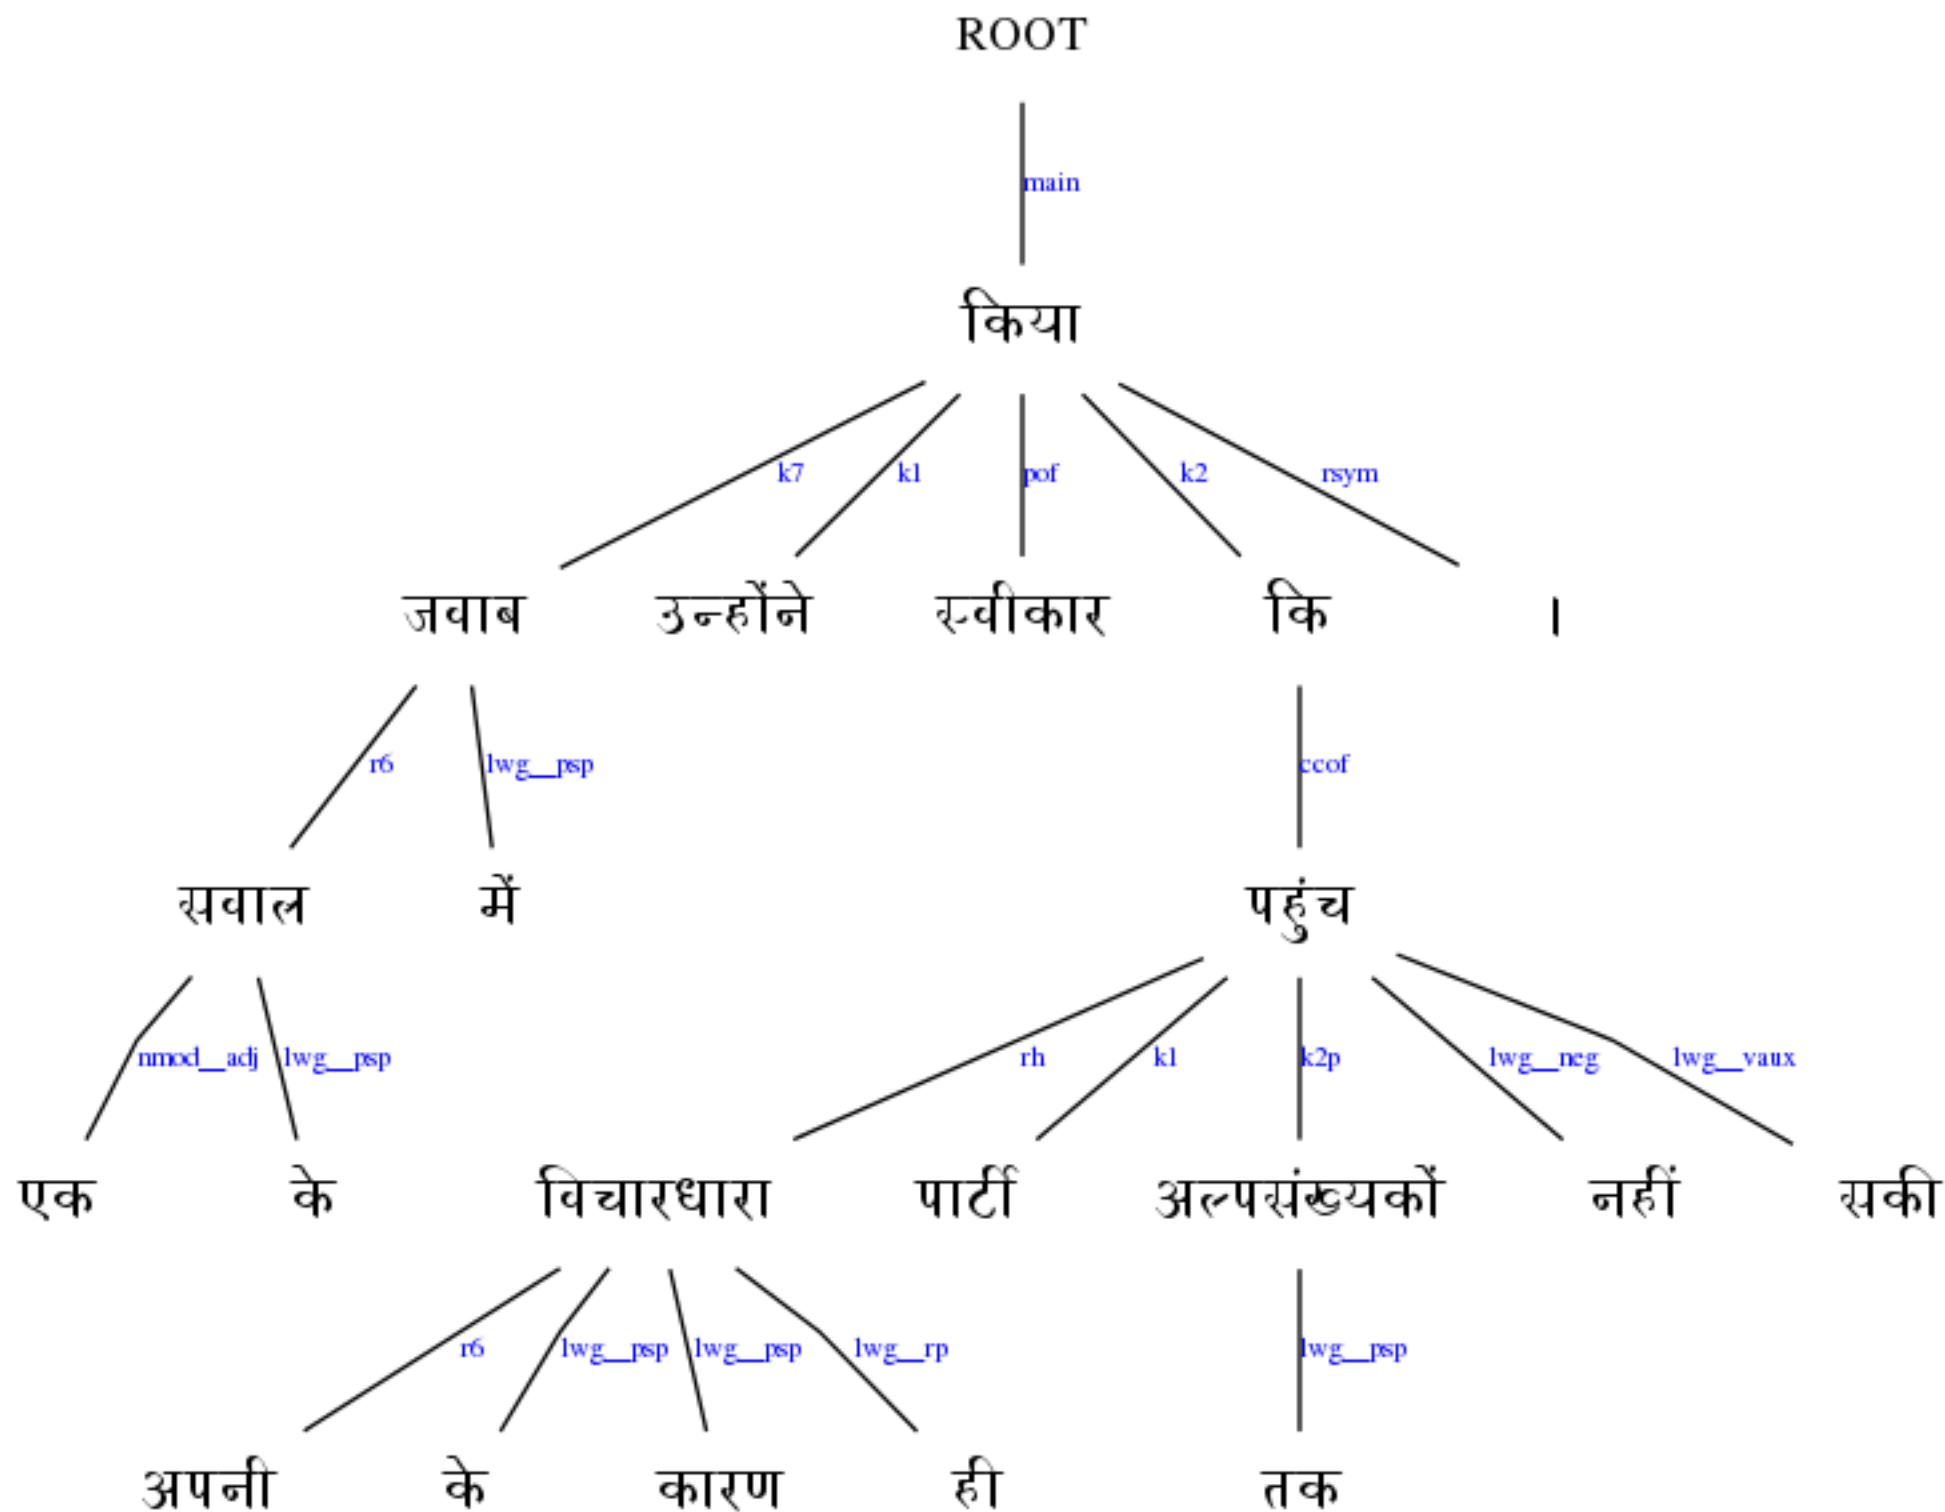 ROOT
main
किया
k7 k1 pof k2 rsym
जवाब उन्होंने स्वीकार कि ।
r6 lwg__psp ccof
सवाल में पहुंच
nmod__adj lwg__psp rh k1 k2p lwg__neg lwg__vaux
एक के विचारधारा पार्टी अल्पसंख्यकों नहीं सकी
r6 lwg__psp lwg__psp lwg__rp lwg__psp
अपनी के कारण ही तक